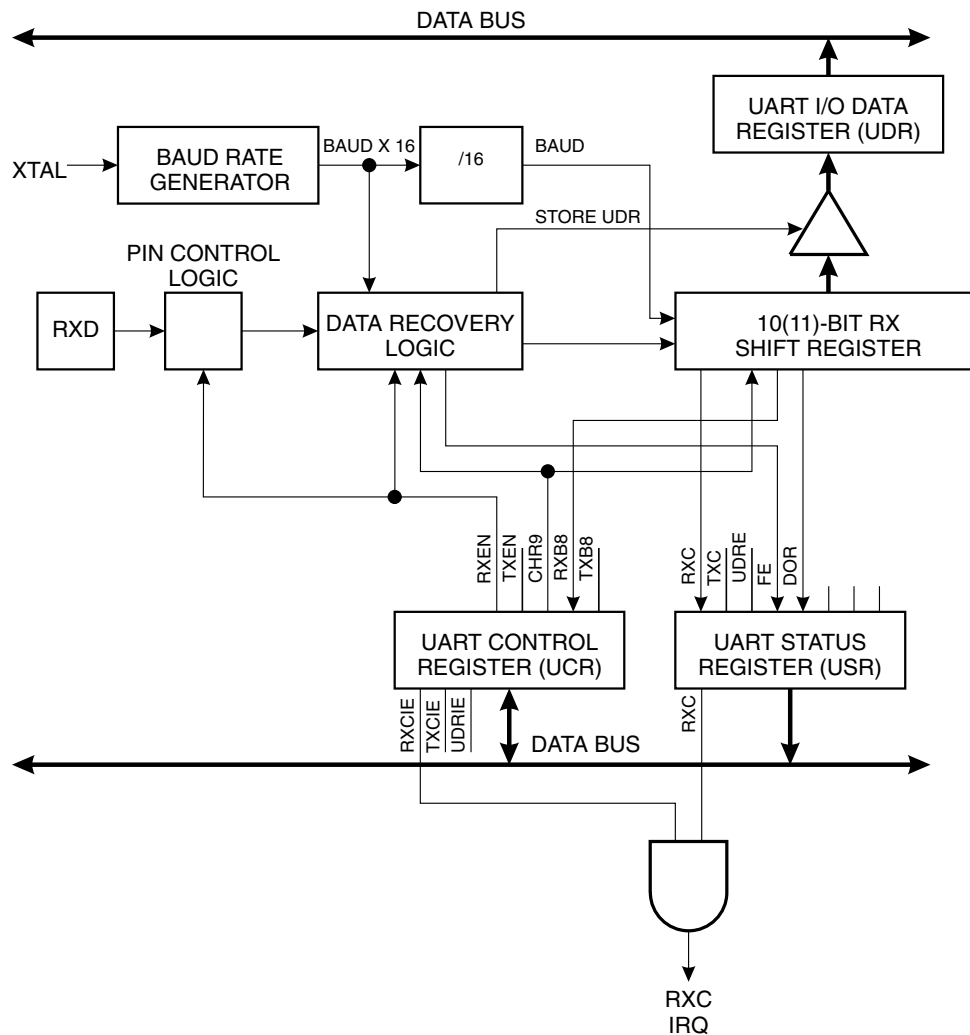 DATA BUS
UART I/O DATA
REGISTER (UDR)
XTAL
BAUD RATE
GENERATOR
BAUD X 16
/16
BAUD
STORE UDR
PIN CONTROL
LOGIC
RXD
DATA RECOVERY
LOGIC
10(11)-BIT RX
SHIFT REGISTER
RXEN
TXEN
CHR9
RXB8
TXB8
RXC
TXC
UDRE
FE
DOR
UART CONTROL
REGISTER (UCR)
UART STATUS
REGISTER (USR)
RXCIE
TXCIE
UDRIE
RXC
DATA BUS
RXC
IRQ